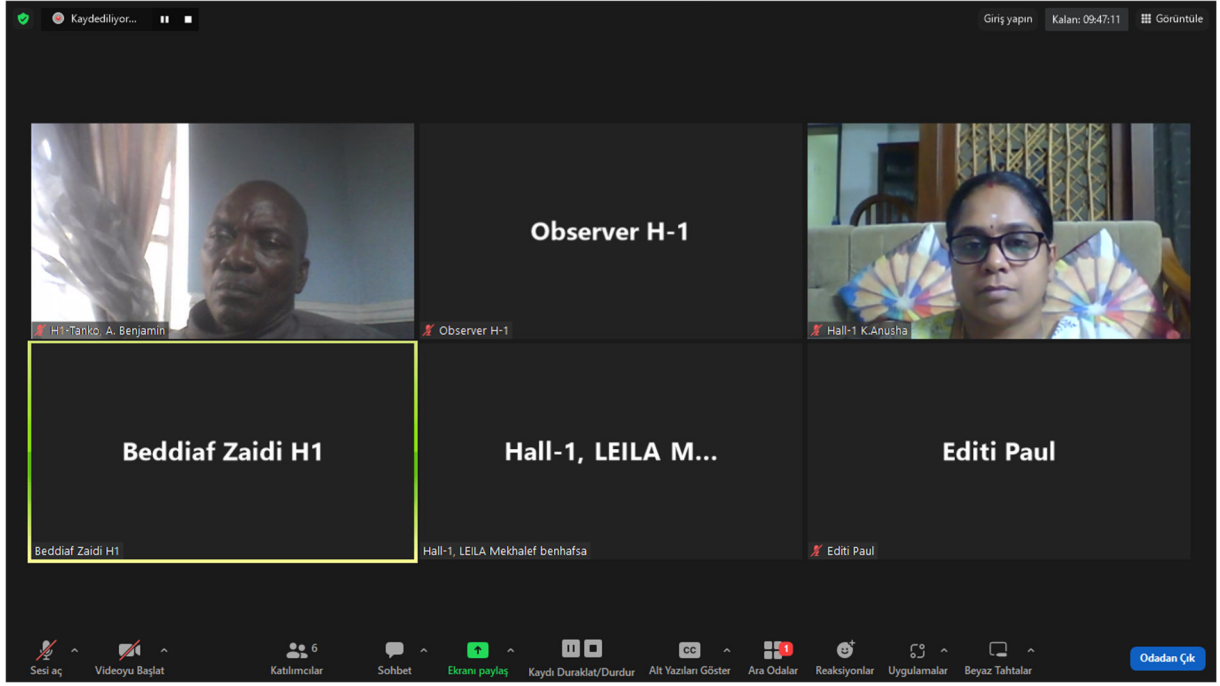 Kaydediliyor...
Giriş yapın
Kalan: 09:47:11
Görüntüle
H1-Tanko, A. Benjamin
Observer H-1
Observer H-1
Hall-1 K.Anusha
Beddiaf Zaidi H1
Beddiaf Zaidi H1
Hall-1, LEILA M...
Hall-1, LEILA Mekhalef benhafsa
Editi Paul
Editi Paul
Sesi aç
Videoyu Başlat
6
Katılımcılar
Sohbet
Ekranı paylaş
Kaydı Duraklat/Durdur
CC
Alt Yazıları Göster
1
Ara Odalar
Reaksiyonlar
Uygulamalar
Beyaz Tahtalar
Odadan Çık